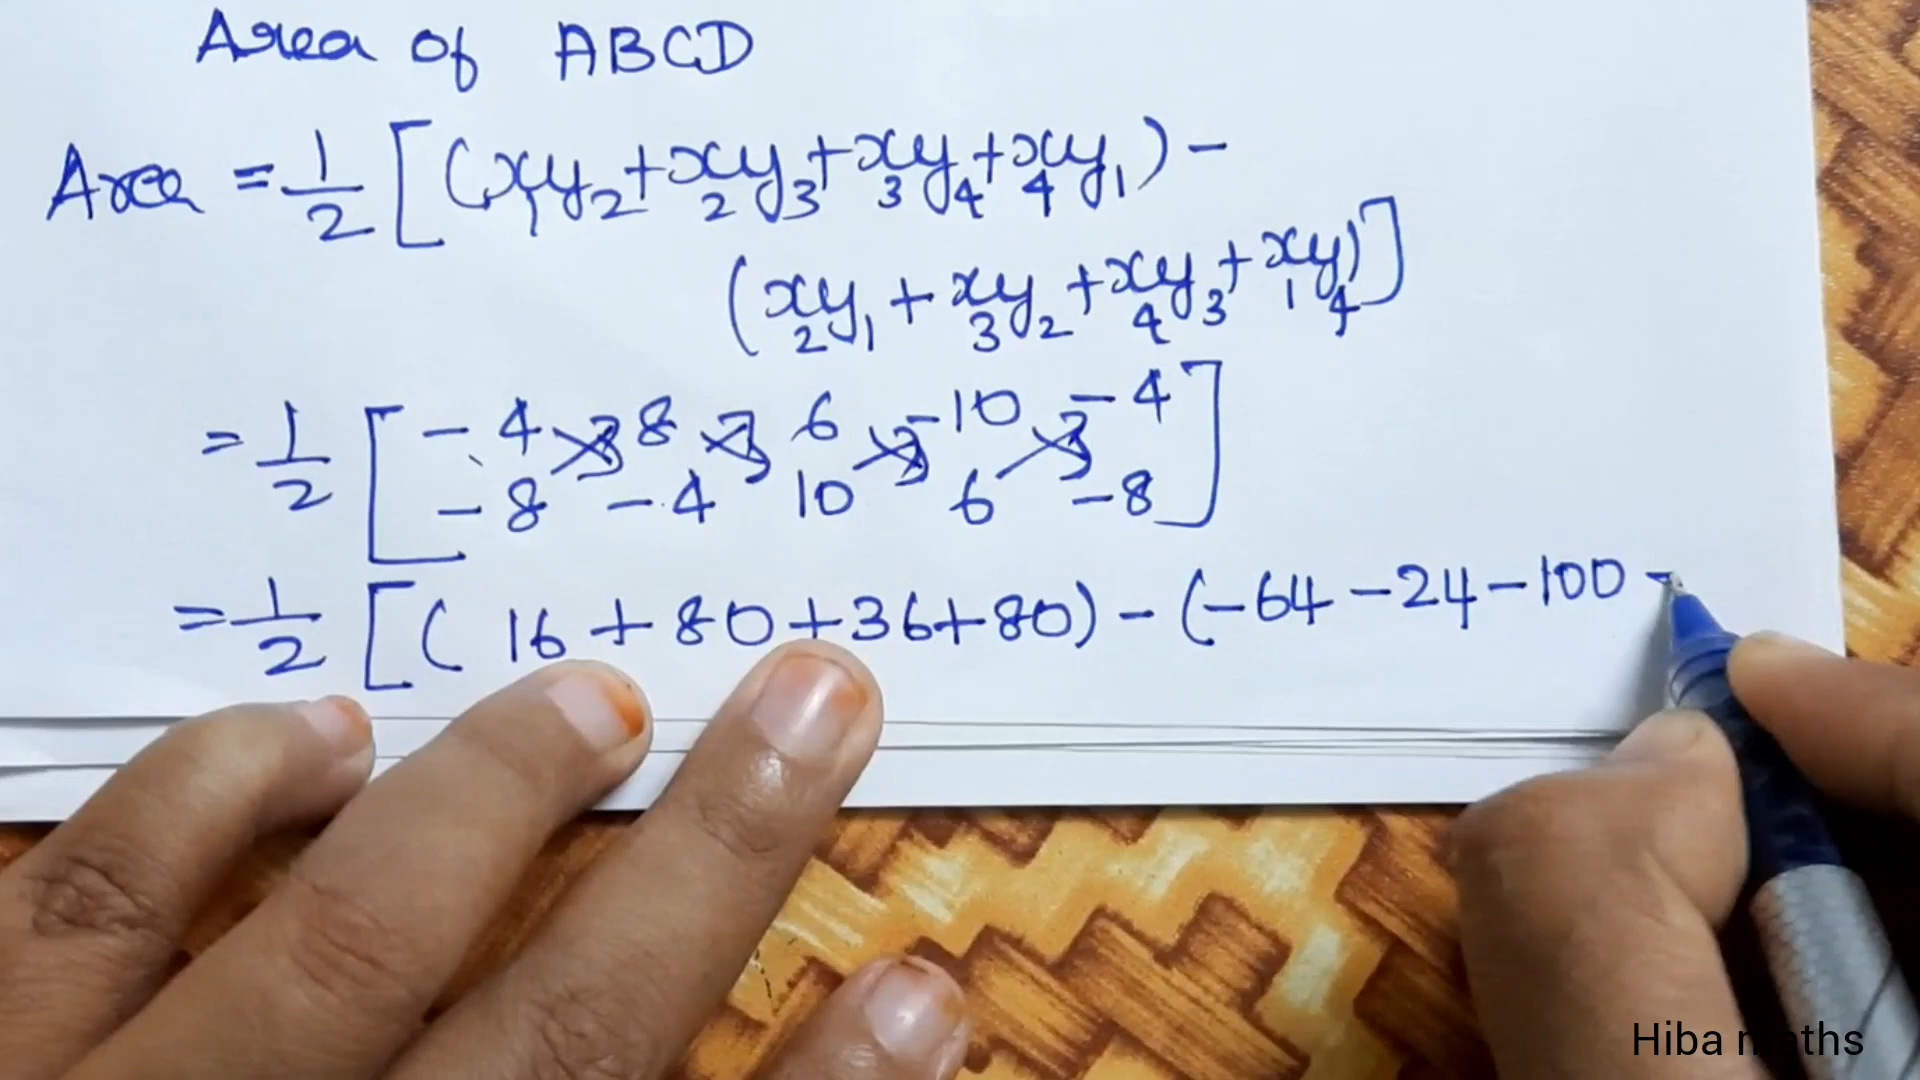 Area of ABCD
Area = 1/2 [(x₁y₂ + x₂y₃ + x₃y₄ + x₄y₁) -
(x₂y₁ + x₃y₂ + x₄y₃ + x₁y₄)]
= 1/2 [ -4 8 6 -10 -4 ]
-8 -4 10 6 -8
= 1/2 [( 16 + 80 + 36 + 80) - (-64 - 24 - 100 -
Hiba maths